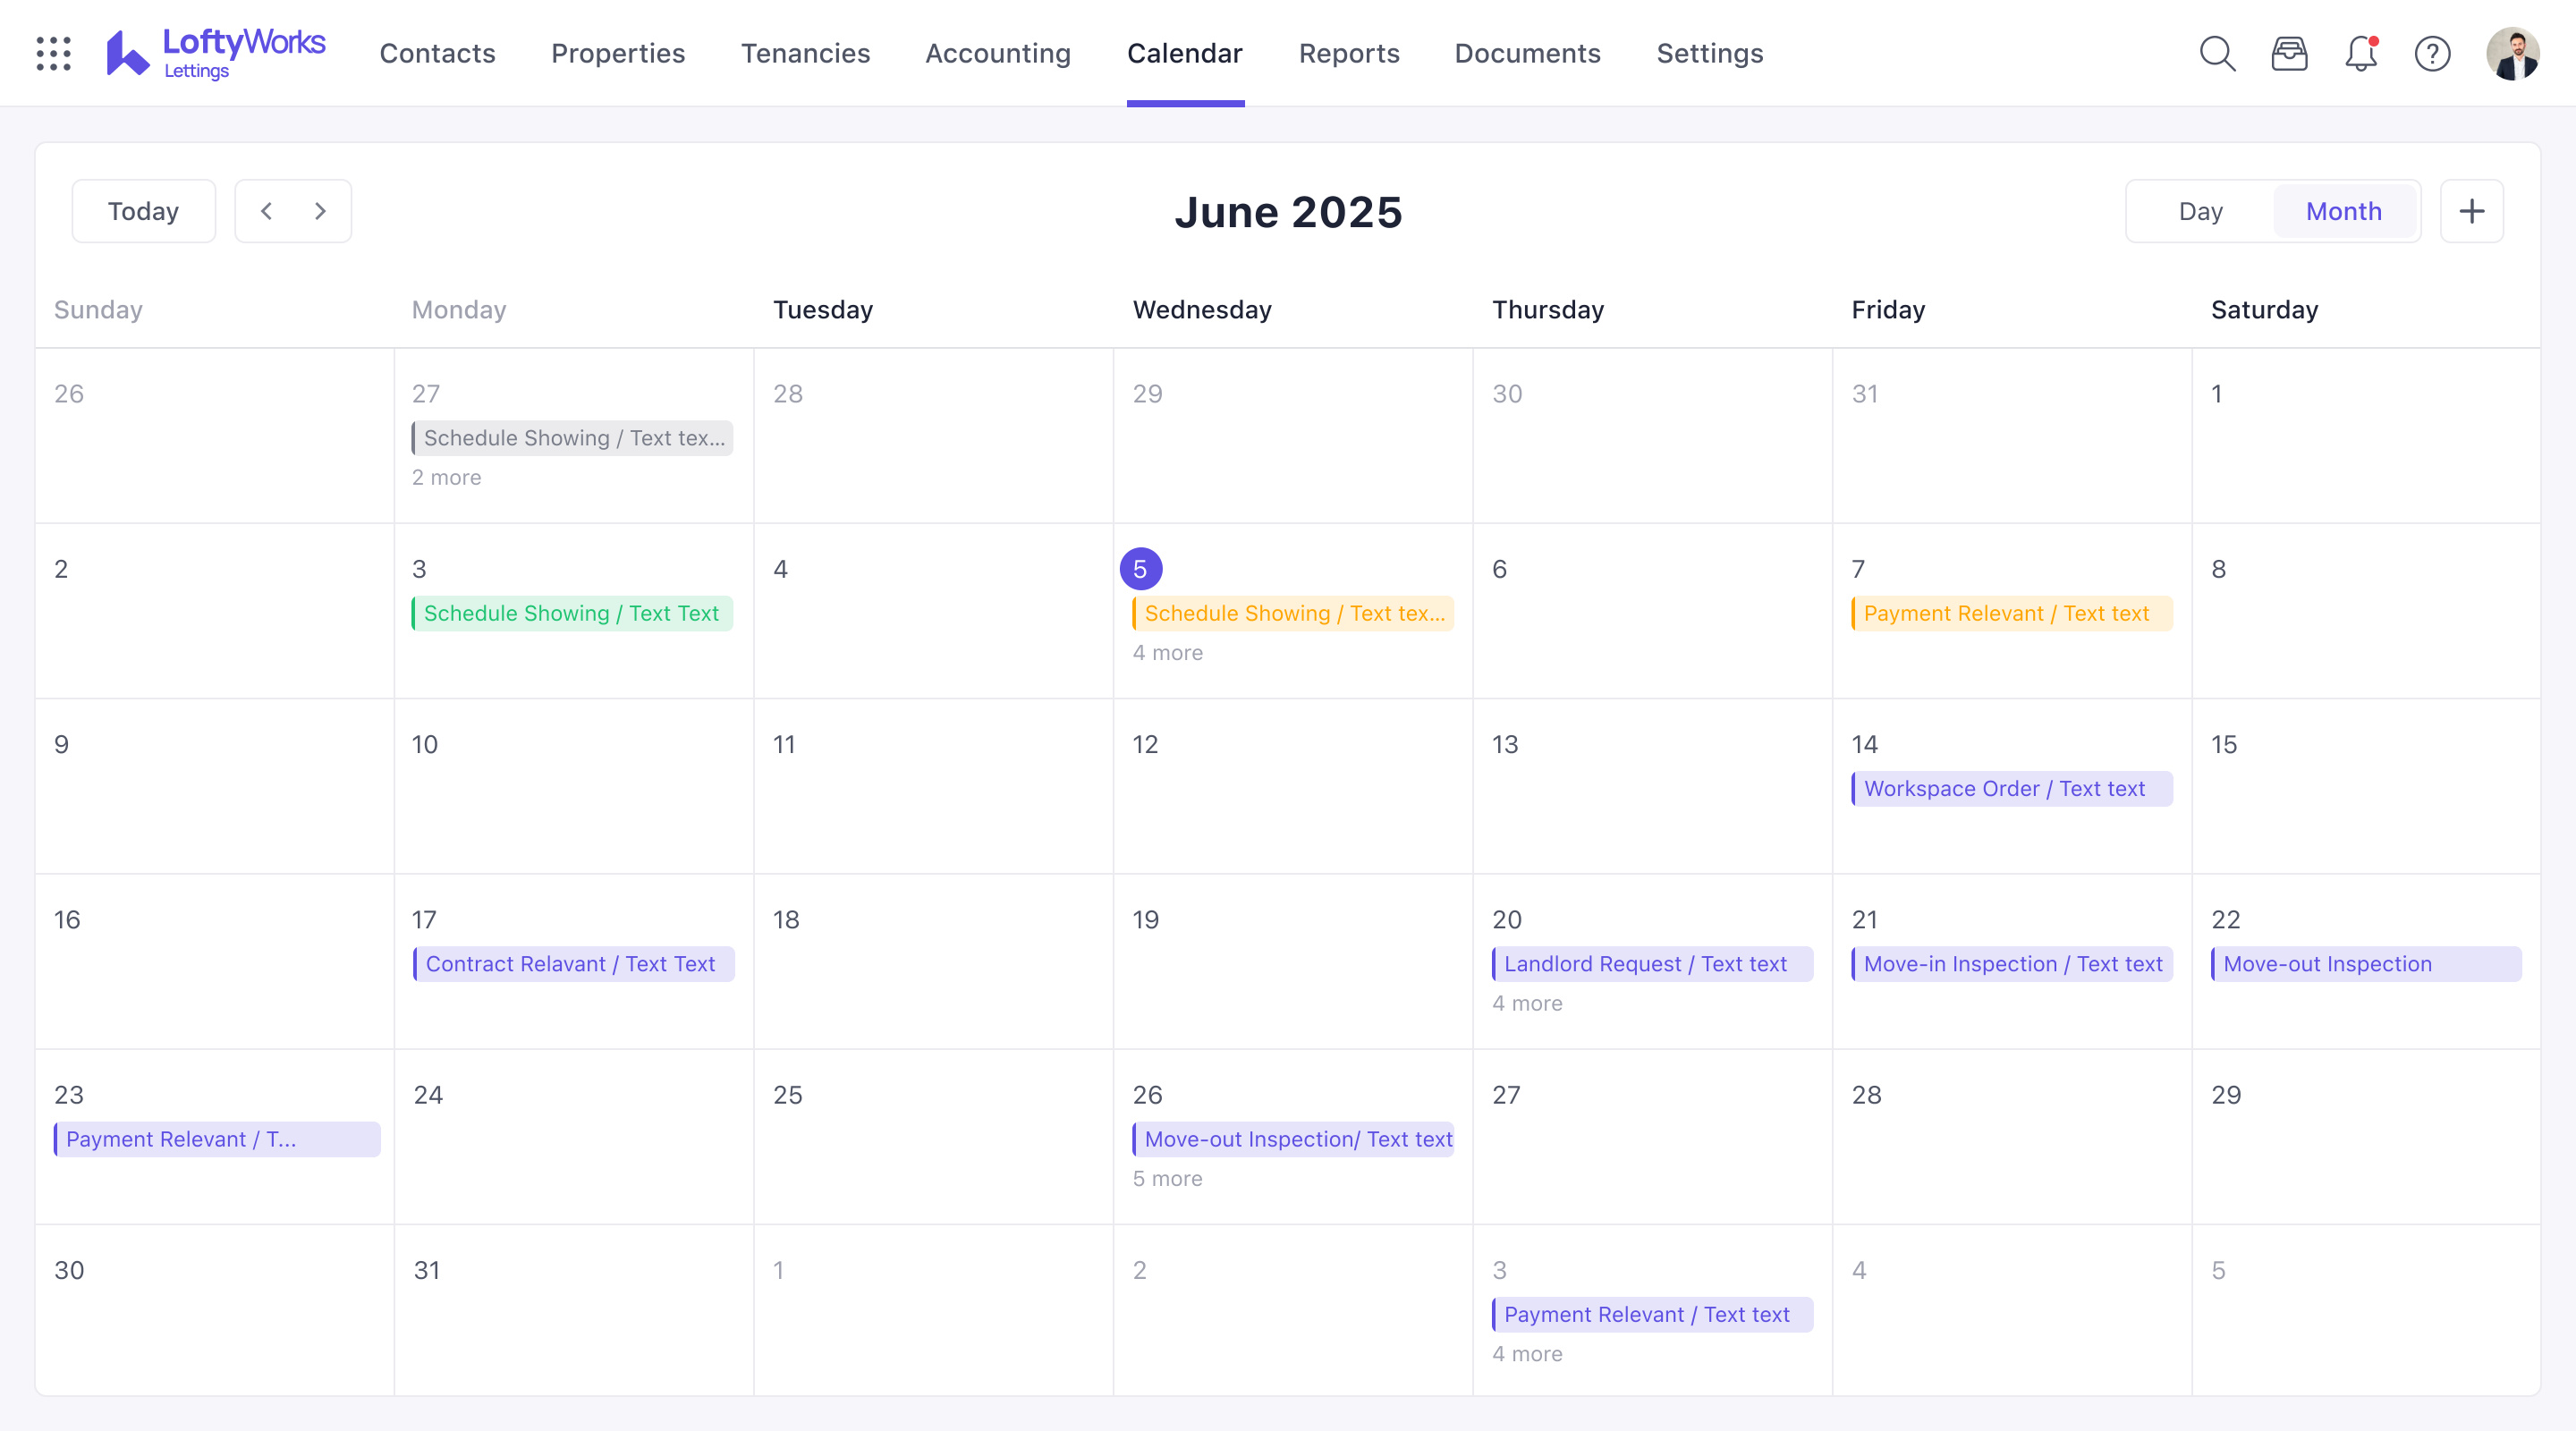 LoftyWorks
Lettings
Contacts Properties Tenancies Accounting Calendar Reports Documents Settings
Today
June 2025
Day Month
Sunday Monday Tuesday Wednesday Thursday Friday Saturday
26 27 28 29 30 31 1
Schedule Showing / Text tex...
2 more
2 3 4 5 6 7 8
Schedule Showing / Text Text Schedule Showing / Text tex... Payment Relevant / Text text
4 more
9 10 11 12 13 14 15
Workspace Order / Text text
16 17 18 19 20 21 22
Contract Relavant / Text Text Landlord Request / Text text Move-in Inspection / Text text Move-out Inspection
4 more
23 24 25 26 27 28 29
Payment Relevant / T... Move-out Inspection/ Text text
5 more
30 31 1 2 3 4 5
Payment Relevant / Text text
4 more